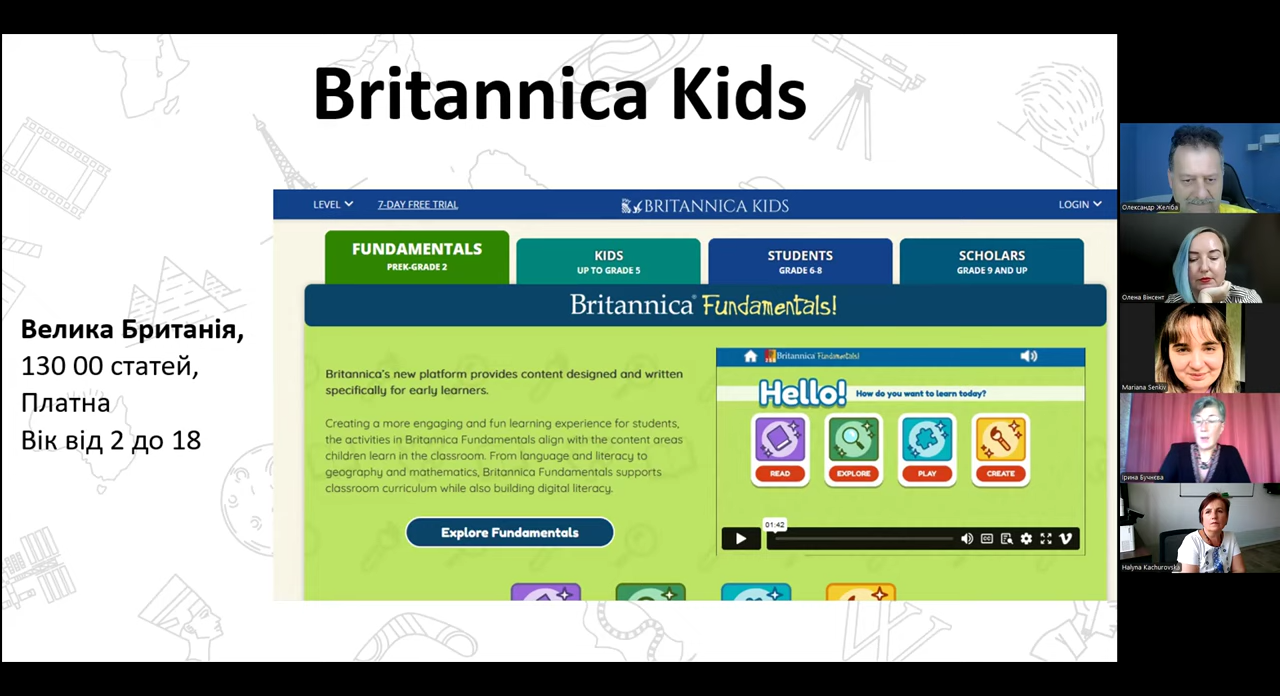 Britannica Kids
LEVEL
7-DAY FREE TRIAL
BRITANNICA KIDS
LOGIN
FUNDAMENTALS
PREK-GRADE 2
KIDS
UP TO GRADE 5
STUDENTS
GRADE 6-8
SCHOLARS
GRADE 9 AND UP
Britannica® Fundamentals!
Велика Британія,
130 00 статей,
Платна
Вік від 2 до 18
Britannica's new platform provides content designed and written
specifically for early learners.
Creating a more engaging and fun learning experience for students,
the activities in Britannica Fundamentals align with the content areas
children learn in the classroom. From language and literacy to
geography and mathematics, Britannica Fundamentals supports
classroom curriculum while also building digital literacy.
Explore Fundamentals
Britannica Fundamentals!
Hello! How do you want to learn today?
READ
EXPLORE
PLAY
CREATE
01:42
CC
Олександр Желіба
Олена Вінсент
Mariana Senkiv
Ірина Бучнєва
Halyna Kachurovska